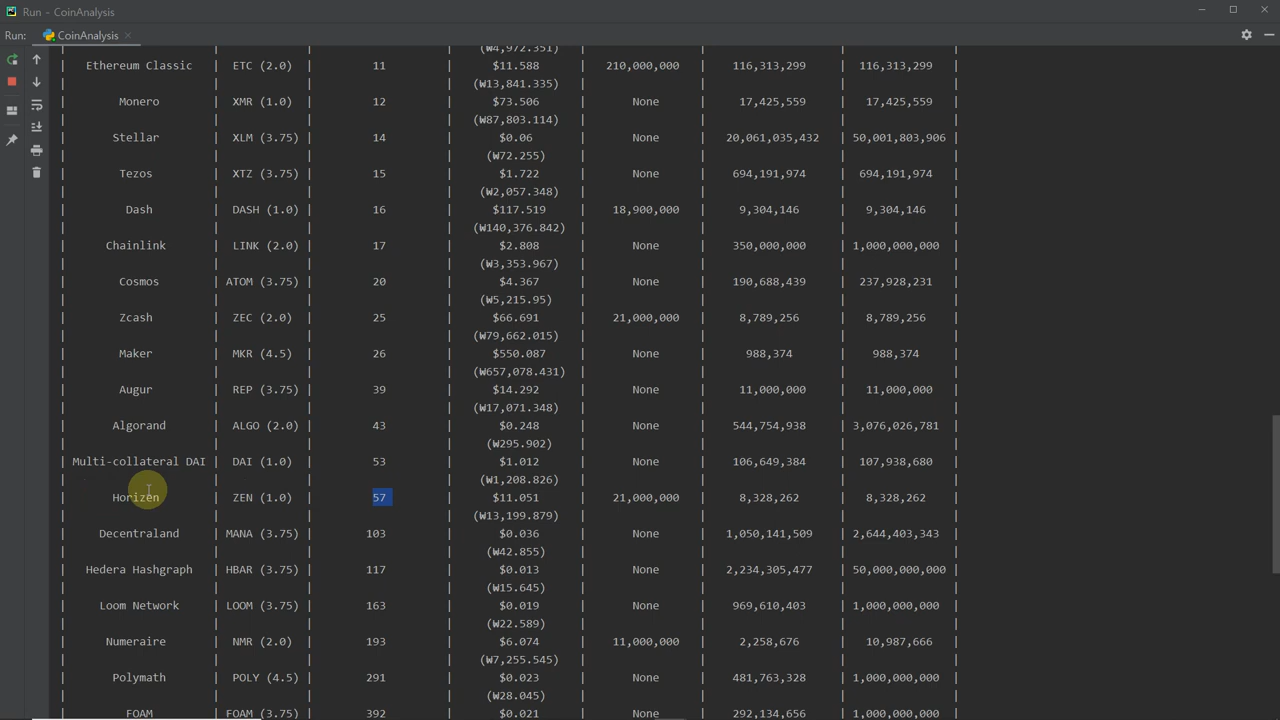 Run - CoinAnalysis
Run: CoinAnalysis
(₩4,972.351)
| Ethereum Classic | ETC (2.0) | 11 | $11.588 | 210,000,000 | 116,313,299 | 116,313,299 |
(₩13,841.335)
| Monero | XMR (1.0) | 12 | $73.506 | None | 17,425,559 | 17,425,559 |
(₩87,803.114)
| Stellar | XLM (3.75) | 14 | $0.06 | None | 20,061,035,432 | 50,001,803,906 |
(₩72.255)
| Tezos | XTZ (3.75) | 15 | $1.722 | None | 694,191,974 | 694,191,974 |
(₩2,057.348)
| Dash | DASH (1.0) | 16 | $117.519 | 18,900,000 | 9,304,146 | 9,304,146 |
(₩140,376.842)
| Chainlink | LINK (2.0) | 17 | $2.808 | None | 350,000,000 | 1,000,000,000 |
(₩3,353.967)
| Cosmos | ATOM (3.75) | 20 | $4.367 | None | 190,688,439 | 237,928,231 |
(₩5,215.95)
| Zcash | ZEC (2.0) | 25 | $66.691 | 21,000,000 | 8,789,256 | 8,789,256 |
(₩79,662.015)
| Maker | MKR (4.5) | 26 | $550.087 | None | 988,374 | 988,374 |
(₩657,078.431)
| Augur | REP (3.75) | 39 | $14.292 | None | 11,000,000 | 11,000,000 |
(₩17,071.348)
| Algorand | ALGO (2.0) | 43 | $0.248 | None | 544,754,938 | 3,076,026,781 |
(₩295.902)
| Multi-collateral DAI | DAI (1.0) | 53 | $1.012 | None | 106,649,384 | 107,938,680 |
(₩1,208.826)
| Horizen | ZEN (1.0) | 57 | $11.051 | 21,000,000 | 8,328,262 | 8,328,262 |
(₩13,199.879)
| Decentraland | MANA (3.75) | 103 | $0.036 | None | 1,050,141,509 | 2,644,403,343 |
(₩42.855)
| Hedera Hashgraph | HBAR (3.75) | 117 | $0.013 | None | 2,234,305,477 | 50,000,000,000 |
(₩15.645)
| Loom Network | LOOM (3.75) | 163 | $0.019 | None | 969,610,403 | 1,000,000,000 |
(₩22.589)
| Numeraire | NMR (2.0) | 193 | $6.074 | 11,000,000 | 2,258,676 | 10,987,666 |
(₩7,255.545)
| Polymath | POLY (4.5) | 291 | $0.023 | None | 481,763,328 | 1,000,000,000 |
(₩28.045)
| FOAM | FOAM (3.75) | 392 | $0.021 | None | 292,134,656 | 1,000,000,000 |